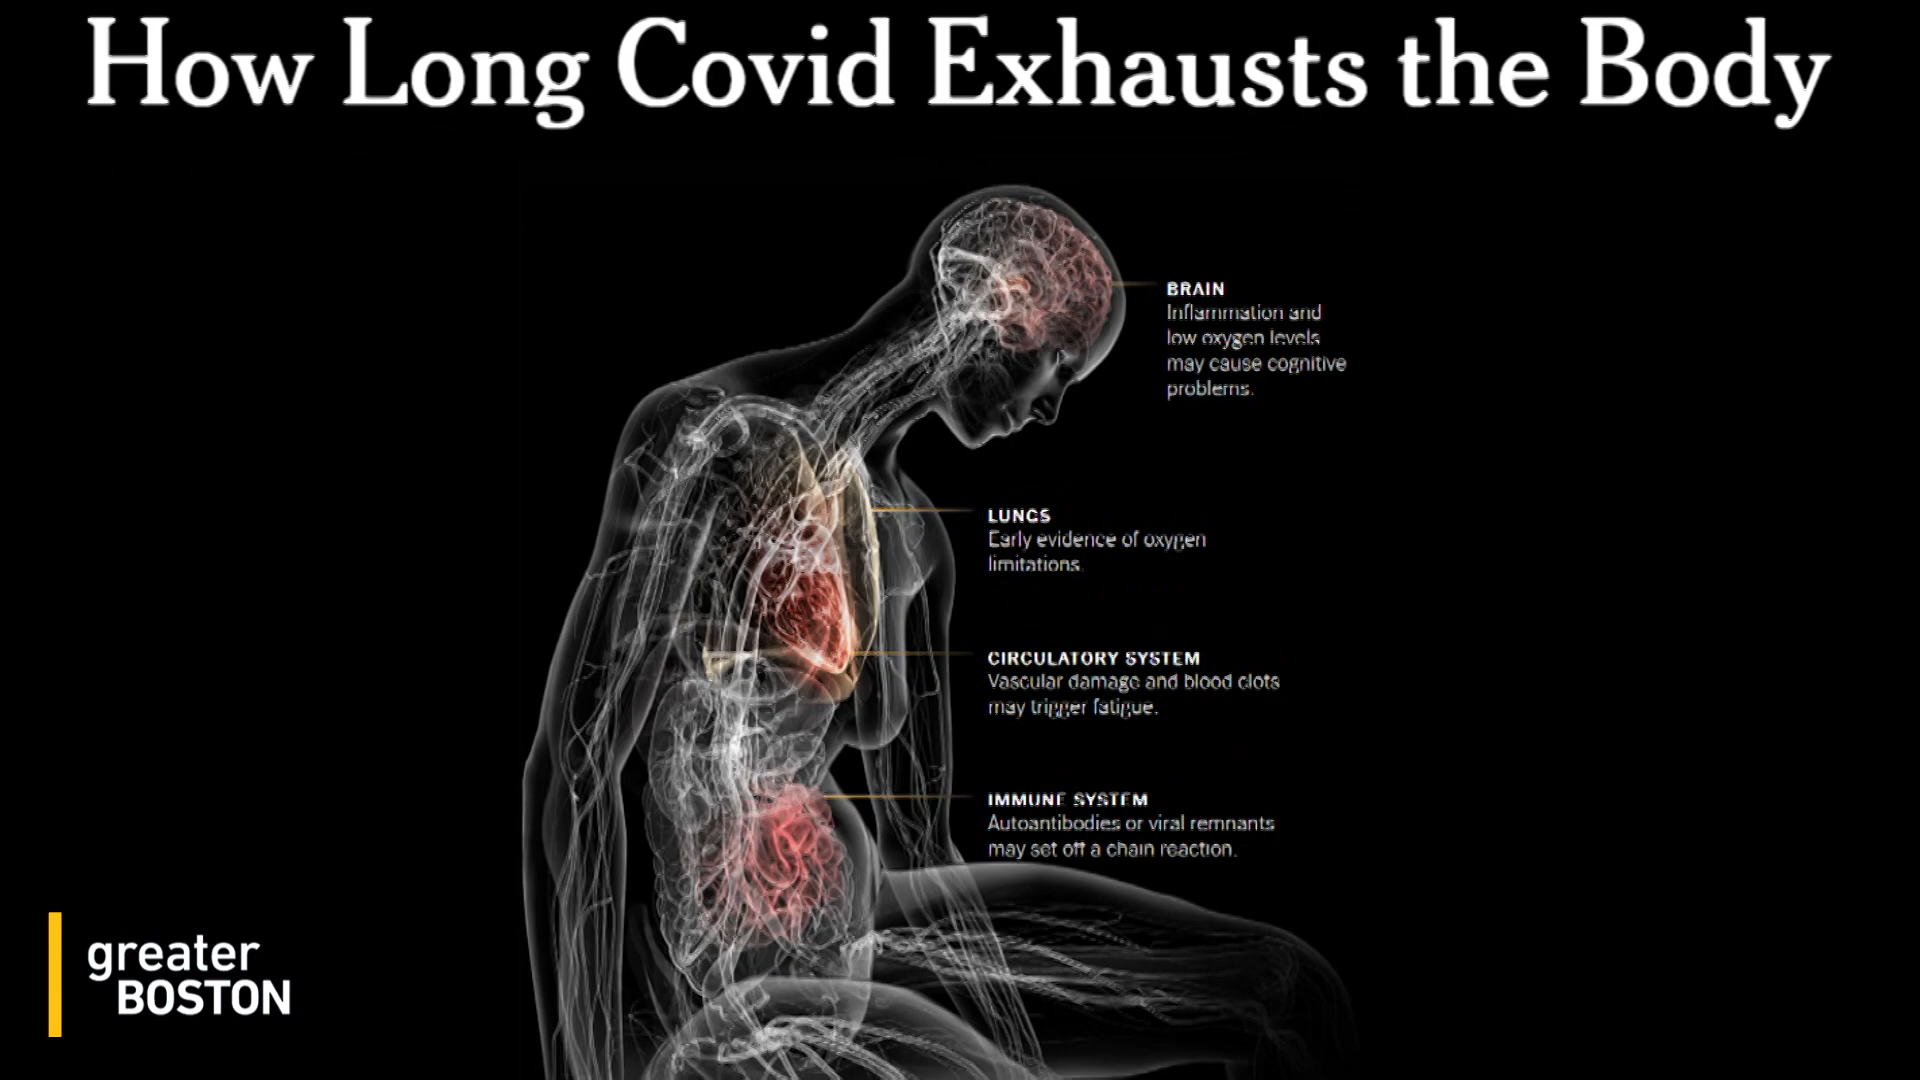 How Long Covid Exhausts the Body
BRAIN
Inflammation and
low oxygen levels
may cause cognitive
problems.
LUNGS
Early evidence of oxygen
limitations.
CIRCULATORY SYSTEM
Vascular damage and blood clots
may trigger fatigue.
IMMUNE SYSTEM
Autoantibodies or viral remnants
may set off a chain reaction.
greater
BOSTON